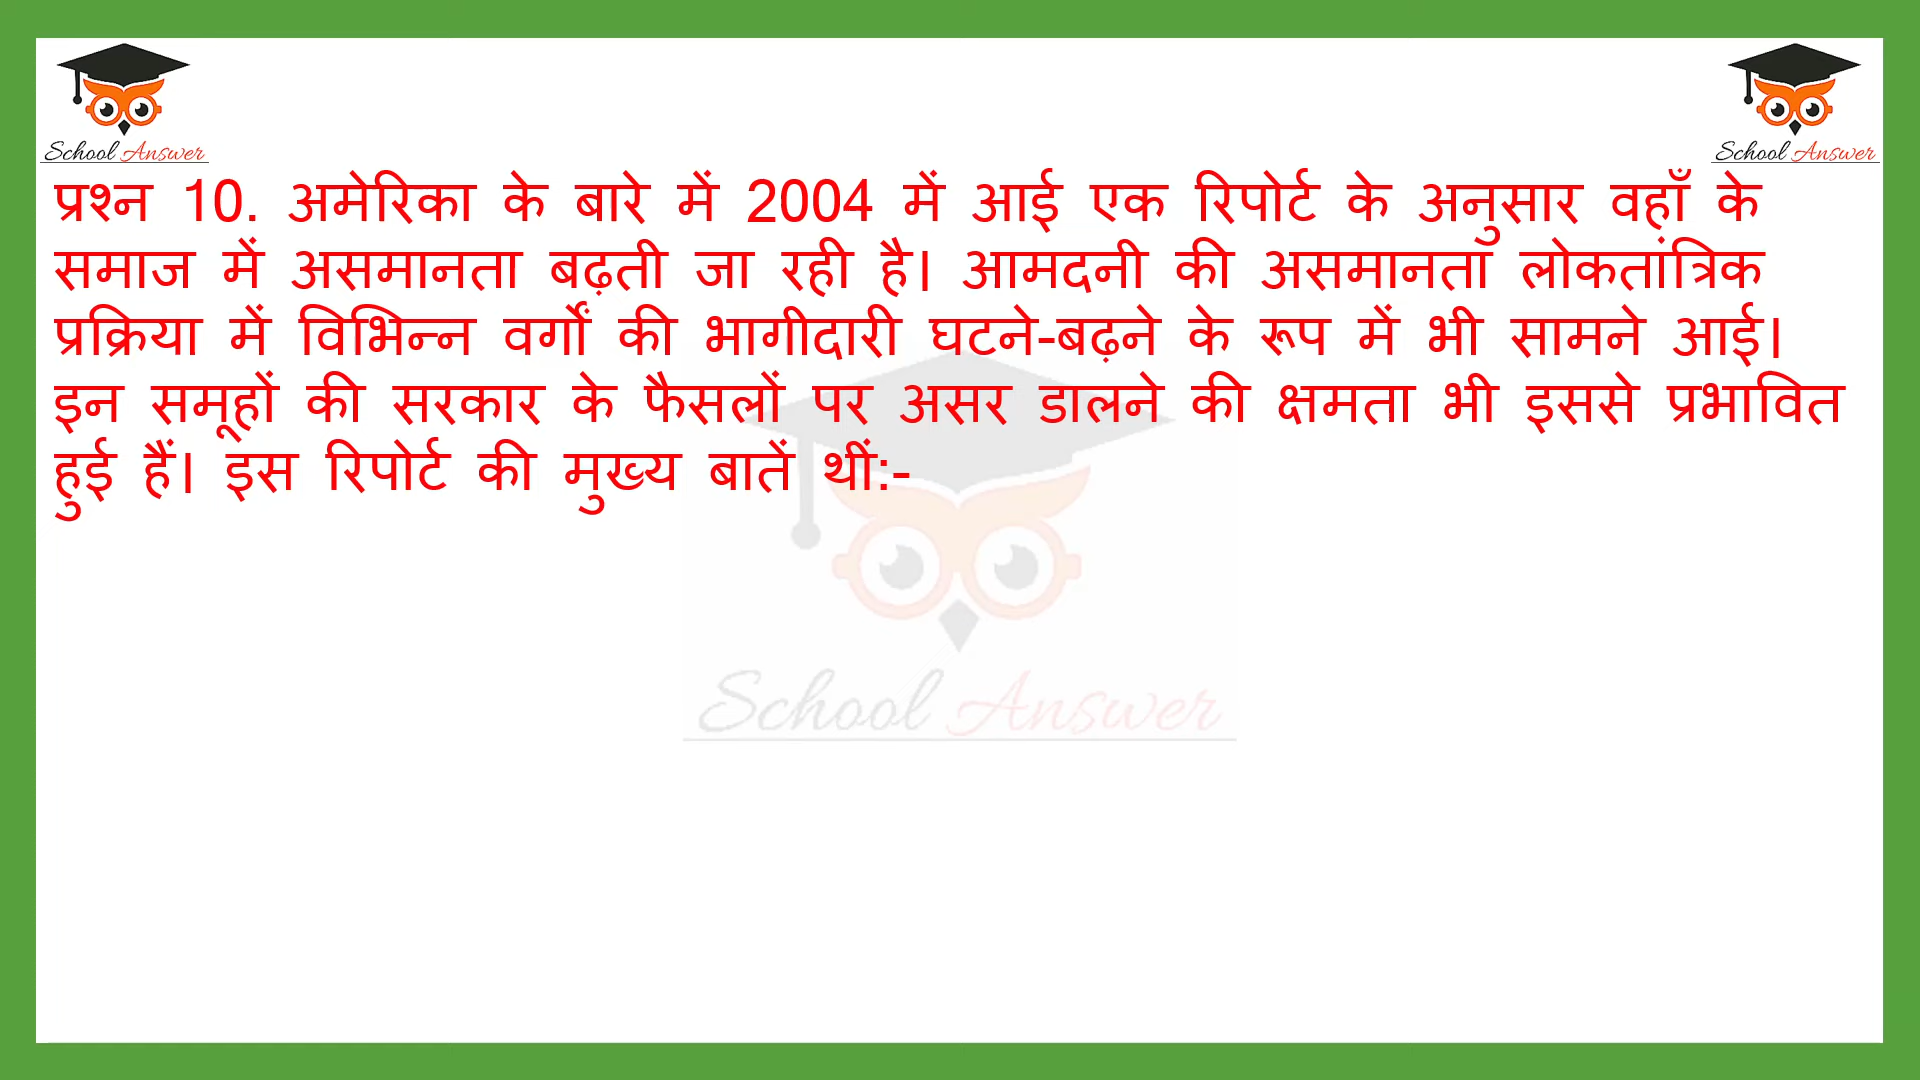 School Answer
School Answer
प्रश्न 10. अमेरिका के बारे में 2004 में आई एक रिपोर्ट के अनुसार वहाँ के
समाज में असमानता बढ़ती जा रही है। आमदनी की असमानता लोकतांत्रिक
प्रक्रिया में विभिन्न वर्गों की भागीदारी घटने-बढ़ने के रूप में भी सामने आई।
इन समूहों की सरकार के फैसलों पर असर डालने की क्षमता भी इससे प्रभावित
हुई हैं। इस रिपोर्ट की मुख्य बातें थीं:-
School Answer